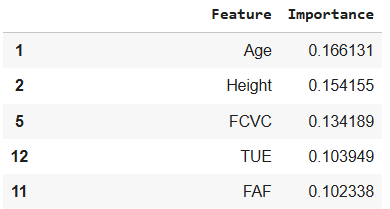 Feature Importance
1 Age 0.166131
2 Height 0.154155
5 FCVC 0.134189
12 TUE 0.103949
11 FAF 0.102338